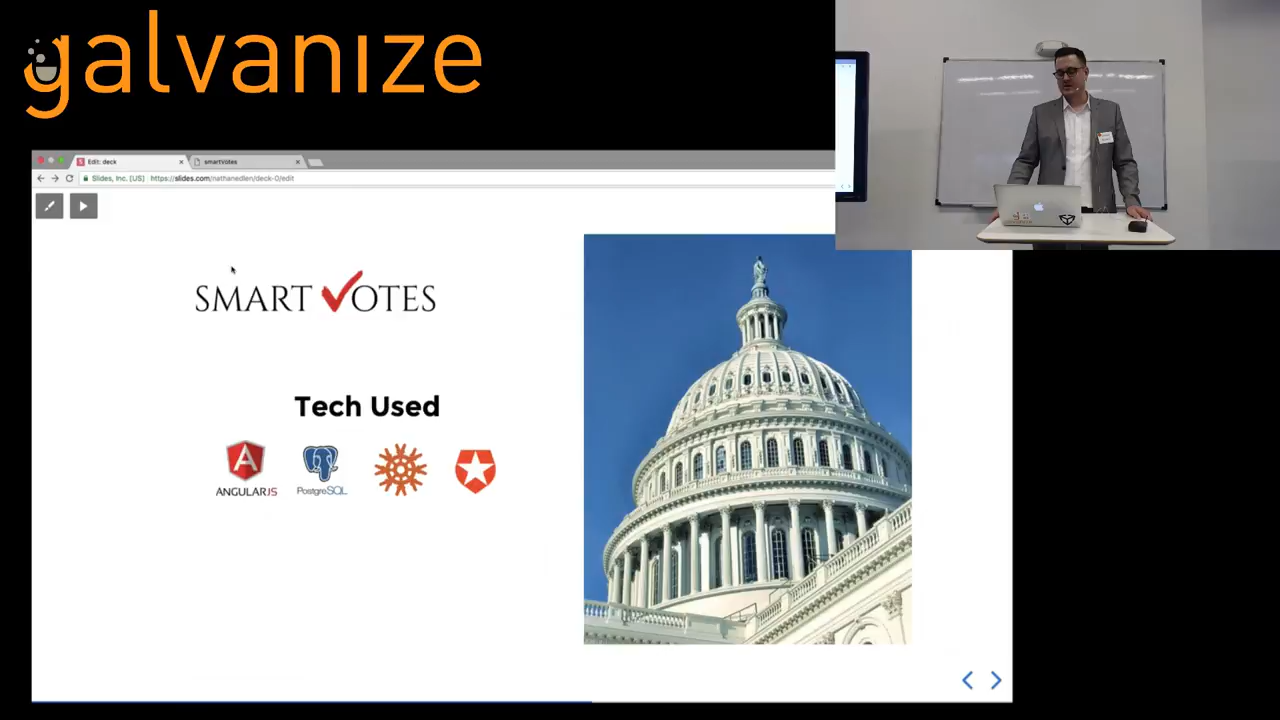 galvanize
Edit: deck
smartVotes
Slides, Inc. [US]
https://slides.com/nathanedlen/deck-0/edit
SMART VOTES
Tech Used
ANGULARJS
PostgreSQL